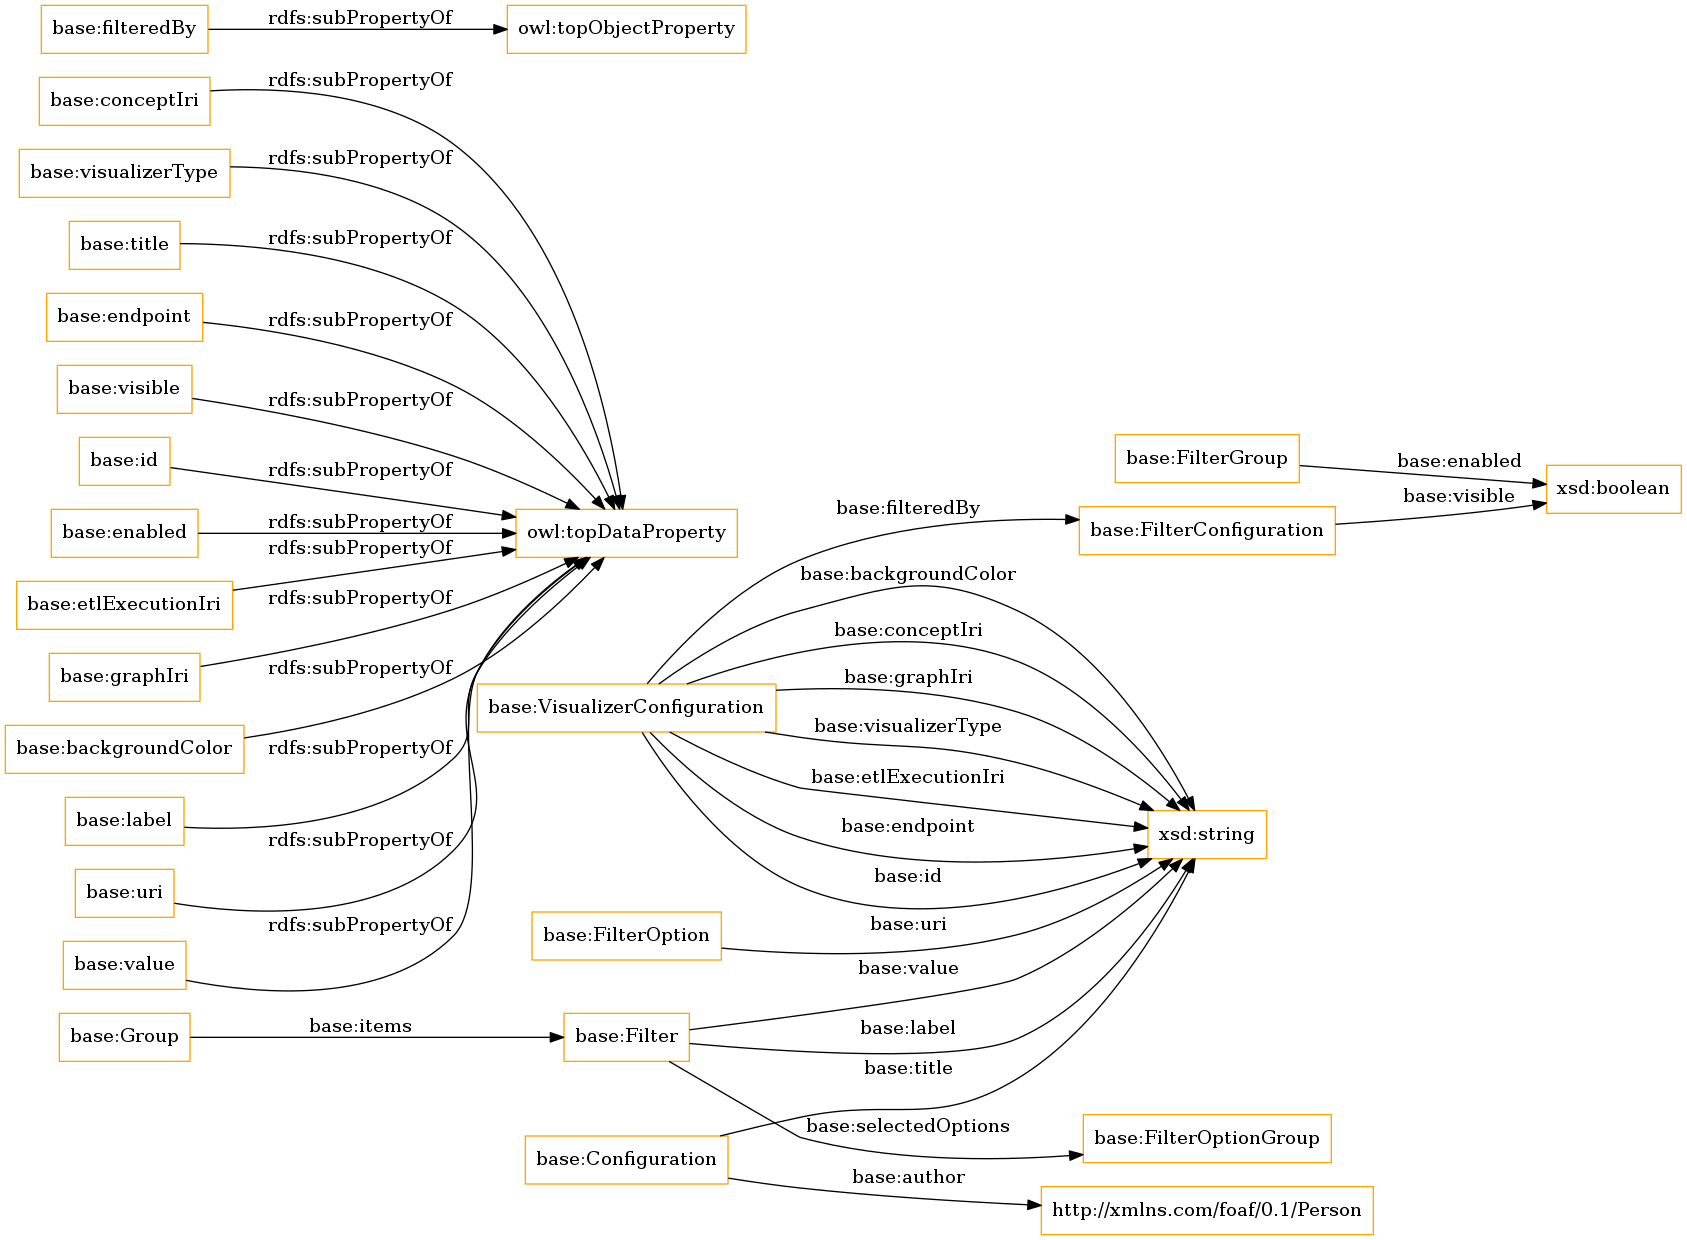 base:filteredBy
rdfs:subPropertyOf
owl:topObjectProperty
base:conceptIri
rdfs:subPropertyOf
base:visualizerType
rdfs:subPropertyOf
base:title
rdfs:subPropertyOf
base:endpoint
rdfs:subPropertyOf
base:visible
rdfs:subPropertyOf
base:id
rdfs:subPropertyOf
base:enabled
rdfs:subPropertyOf
owl:topDataProperty
base:etlExecutionIri
rdfs:subPropertyOf
base:graphIri
rdfs:subPropertyOf
base:backgroundColor
rdfs:subPropertyOf
base:label
rdfs:subPropertyOf
base:uri
rdfs:subPropertyOf
base:value
rdfs:subPropertyOf
base:Group
base:items
base:Filter
base:FilterGroup
base:enabled
xsd:boolean
base:visible
base:FilterConfiguration
base:filteredBy
base:backgroundColor
base:conceptIri
base:graphIri
base:VisualizerConfiguration
base:visualizerType
base:etlExecutionIri
base:endpoint
xsd:string
base:id
base:FilterOption
base:uri
base:value
base:label
base:title
base:selectedOptions
base:FilterOptionGroup
base:Configuration
base:author
http://xmlns.com/foaf/0.1/Person